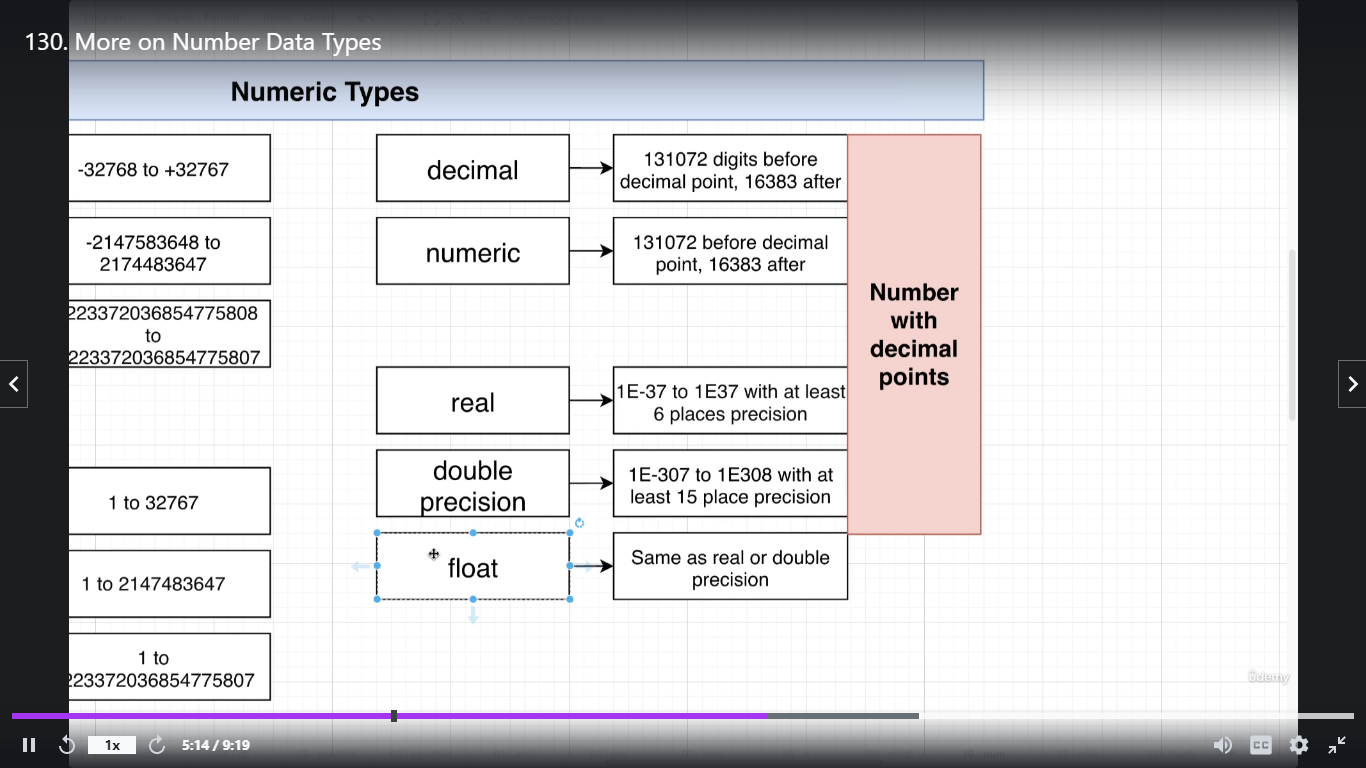 130. More on Number Data Types
Numeric Types
-32768 to +32767
decimal
131072 digits before
decimal point, 16383 after
-2147583648 to
2174483647
numeric
131072 before decimal
point, 16383 after
223372036854775808
to
223372036854775807
Number
with
decimal
points
real
1E-37 to 1E37 with at least
6 places precision
double
precision
1E-307 to 1E308 with at
least 15 place precision
1 to 32767
float
Same as real or double
precision
1 to 2147483647
1 to
223372036854775807
ûdemy
1x
5:14 / 9:19
CC